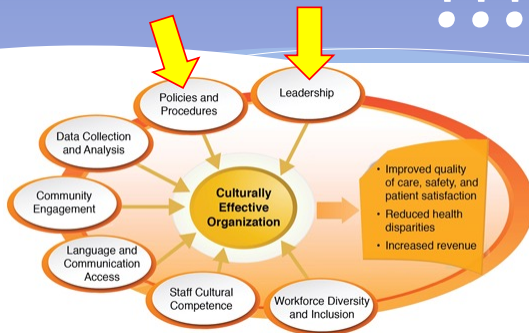 Policies and
Procedures
Leadership
Data Collection
and Analysis
Community
Engagement
Language and
Communication
Access
Staff Cultural
Competence
Workforce Diversity
and Inclusion
Culturally
Effective
Organization
• Improved quality
of care, safety, and
patient satisfaction
• Reduced health
disparities
• Increased revenue